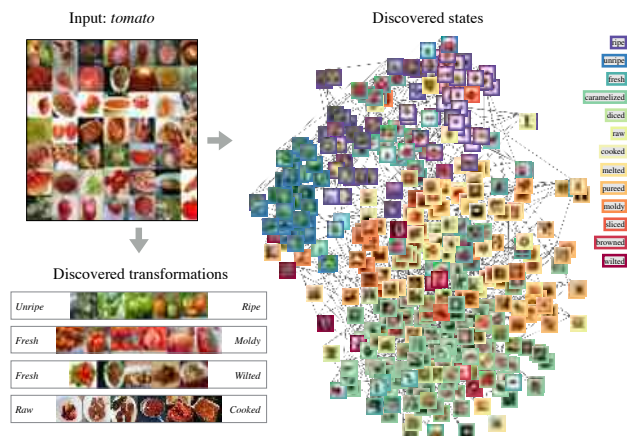 Input: tomato
Discovered states
ripe
unripe
fresh
caramelized
diced
raw
cooked
melted
pureed
moldy
sliced
browned
wilted
Discovered transformations
Unripe Ripe
Fresh Moldy
Fresh Wilted
Raw Cooked